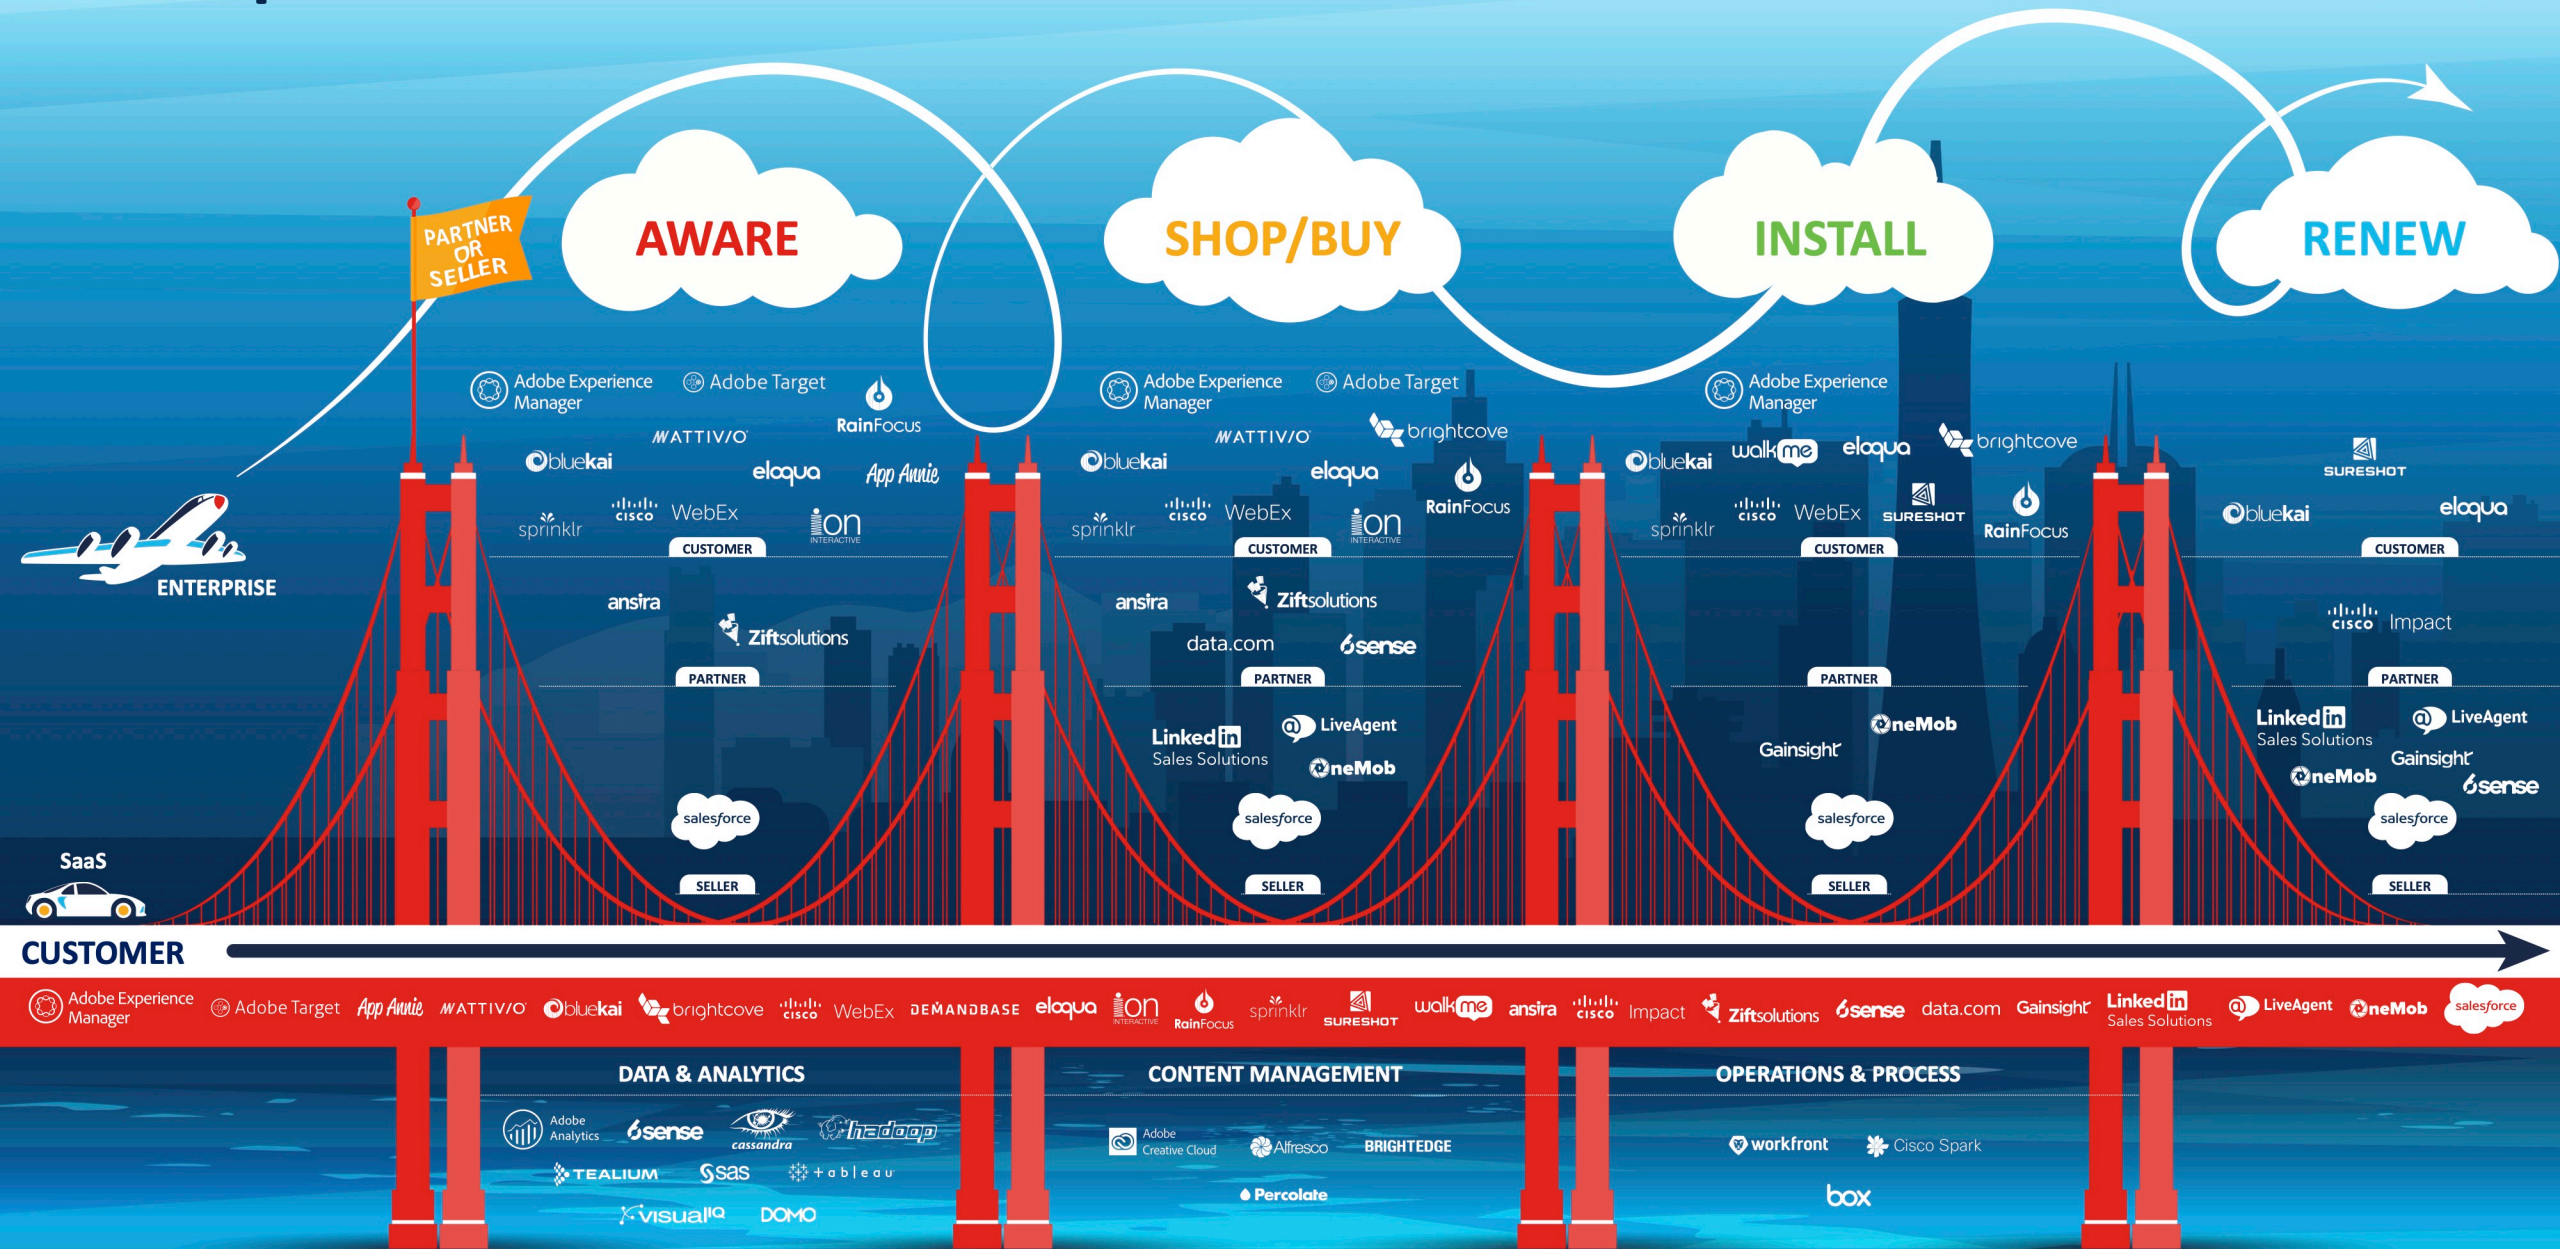 PARTNER
OR
SELLER
AWARE
SHOP/BUY
INSTALL
RENEW
ENTERPRISE
SaaS
Adobe Experience
Manager
Adobe Target
RainFocus
ATTIV/O
bluekai
eloqua
App Annie
sprinklr
cisco WebEx
ion
INTERACTIVE
CUSTOMER
ansira
Ziftsolutions
PARTNER
salesforce
SELLER
Adobe Experience
Manager
Adobe Target
ATTIV/O
brightcove
bluekai
eloqua
RainFocus
sprinklr
cisco WebEx
ion
INTERACTIVE
CUSTOMER
ansira
Ziftsolutions
data.com
6sense
PARTNER
Linked in
Sales Solutions
LiveAgent
OneMob
salesforce
SELLER
Adobe Experience
Manager
bluekai
walkme
eloqua
brightcove
sprinklr
cisco WebEx
SURESHOT
RainFocus
CUSTOMER
PARTNER
OneMob
Gainsight
salesforce
SELLER
SURESHOT
bluekai
eloqua
CUSTOMER
cisco Impact
PARTNER
Linked in
Sales Solutions
LiveAgent
Gainsight
OneMob
6sense
salesforce
SELLER
CUSTOMER
Adobe Experience
Manager
Adobe Target
App Annie
ATTIV/O
bluekai
brightcove
cisco WebEx
DEMANDBASE
eloqua
ion
INTERACTIVE
RainFocus
sprinklr
SURESHOT
walkme
ansira
cisco Impact
Ziftsolutions
6sense
data.com
Gainsight
Linked in
Sales Solutions
LiveAgent
OneMob
salesforce
DATA & ANALYTICS
Adobe
Analytics
6sense
cassandra
hadoop
TEALIUM
sas
+ableau
visualIQ
DOMO
CONTENT MANAGEMENT
Adobe
Creative Cloud
Alfresco
BRIGHTEDGE
Percolate
OPERATIONS & PROCESS
workfront
Cisco Spark
box